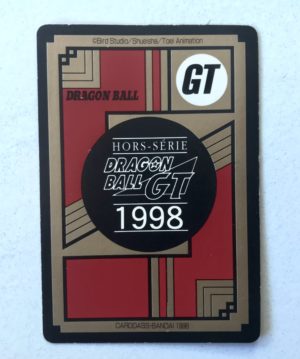 ©Bird Studio/Shueisha/Toei Animation
DRAGON BALL
GT
HORS-SÉRIE
DRAGON
BALL GT
1998
CARDDASS-BANDAI 1998